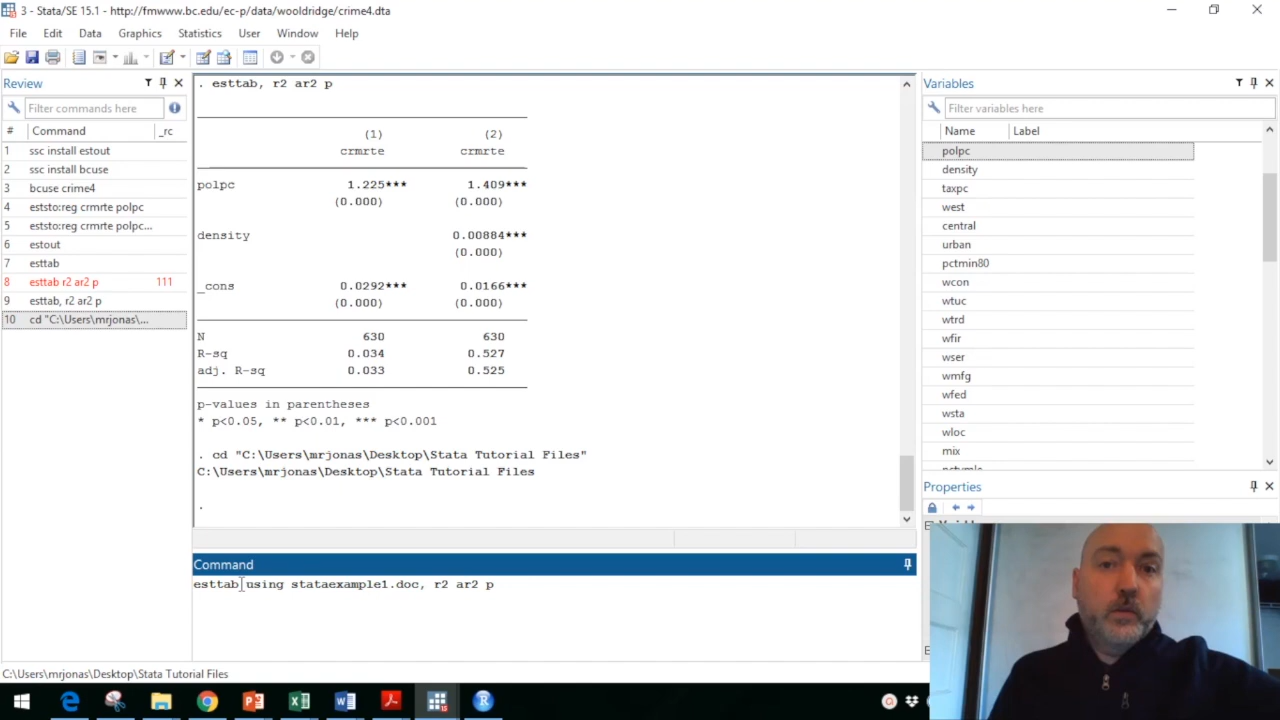 3 - Stata/SE 15.1 - http://fmwww.bc.edu/ec-p/data/wooldridge/crime4.dta
File Edit Data Graphics Statistics User Window Help
Review
Filter commands here
# Command _rc
1 ssc install estout
2 ssc install bcuse
3 bcuse crime4
4 eststo:reg crmrte polpc
5 eststo:reg crmrte polpc...
6 estout
7 esttab
8 esttab r2 ar2 p 111
9 esttab, r2 ar2 p
10 cd "C:\Users\mrjonas\...
. esttab, r2 ar2 p
(1) (2)
crmrte crmrte
polpc 1.225*** 1.409***
(0.000) (0.000)
density 0.00884***
(0.000)
_cons 0.0292*** 0.0166***
(0.000) (0.000)
N 630 630
R-sq 0.034 0.527
adj. R-sq 0.033 0.525
p-values in parentheses
* p<0.05, ** p<0.01, *** p<0.001
. cd "C:\Users\mrjonas\Desktop\Stata Tutorial Files"
C:\Users\mrjonas\Desktop\Stata Tutorial Files
.
Command
esttab using stataexample1.doc, r2 ar2 p
Variables
Filter variables here
Name Label
polpc
density
taxpc
west
central
urban
pctmin80
wcon
wtuc
wtrd
wfir
wser
wmfg
wfed
wsta
wloc
mix
Properties
C:\Users\mrjonas\Desktop\Stata Tutorial Files